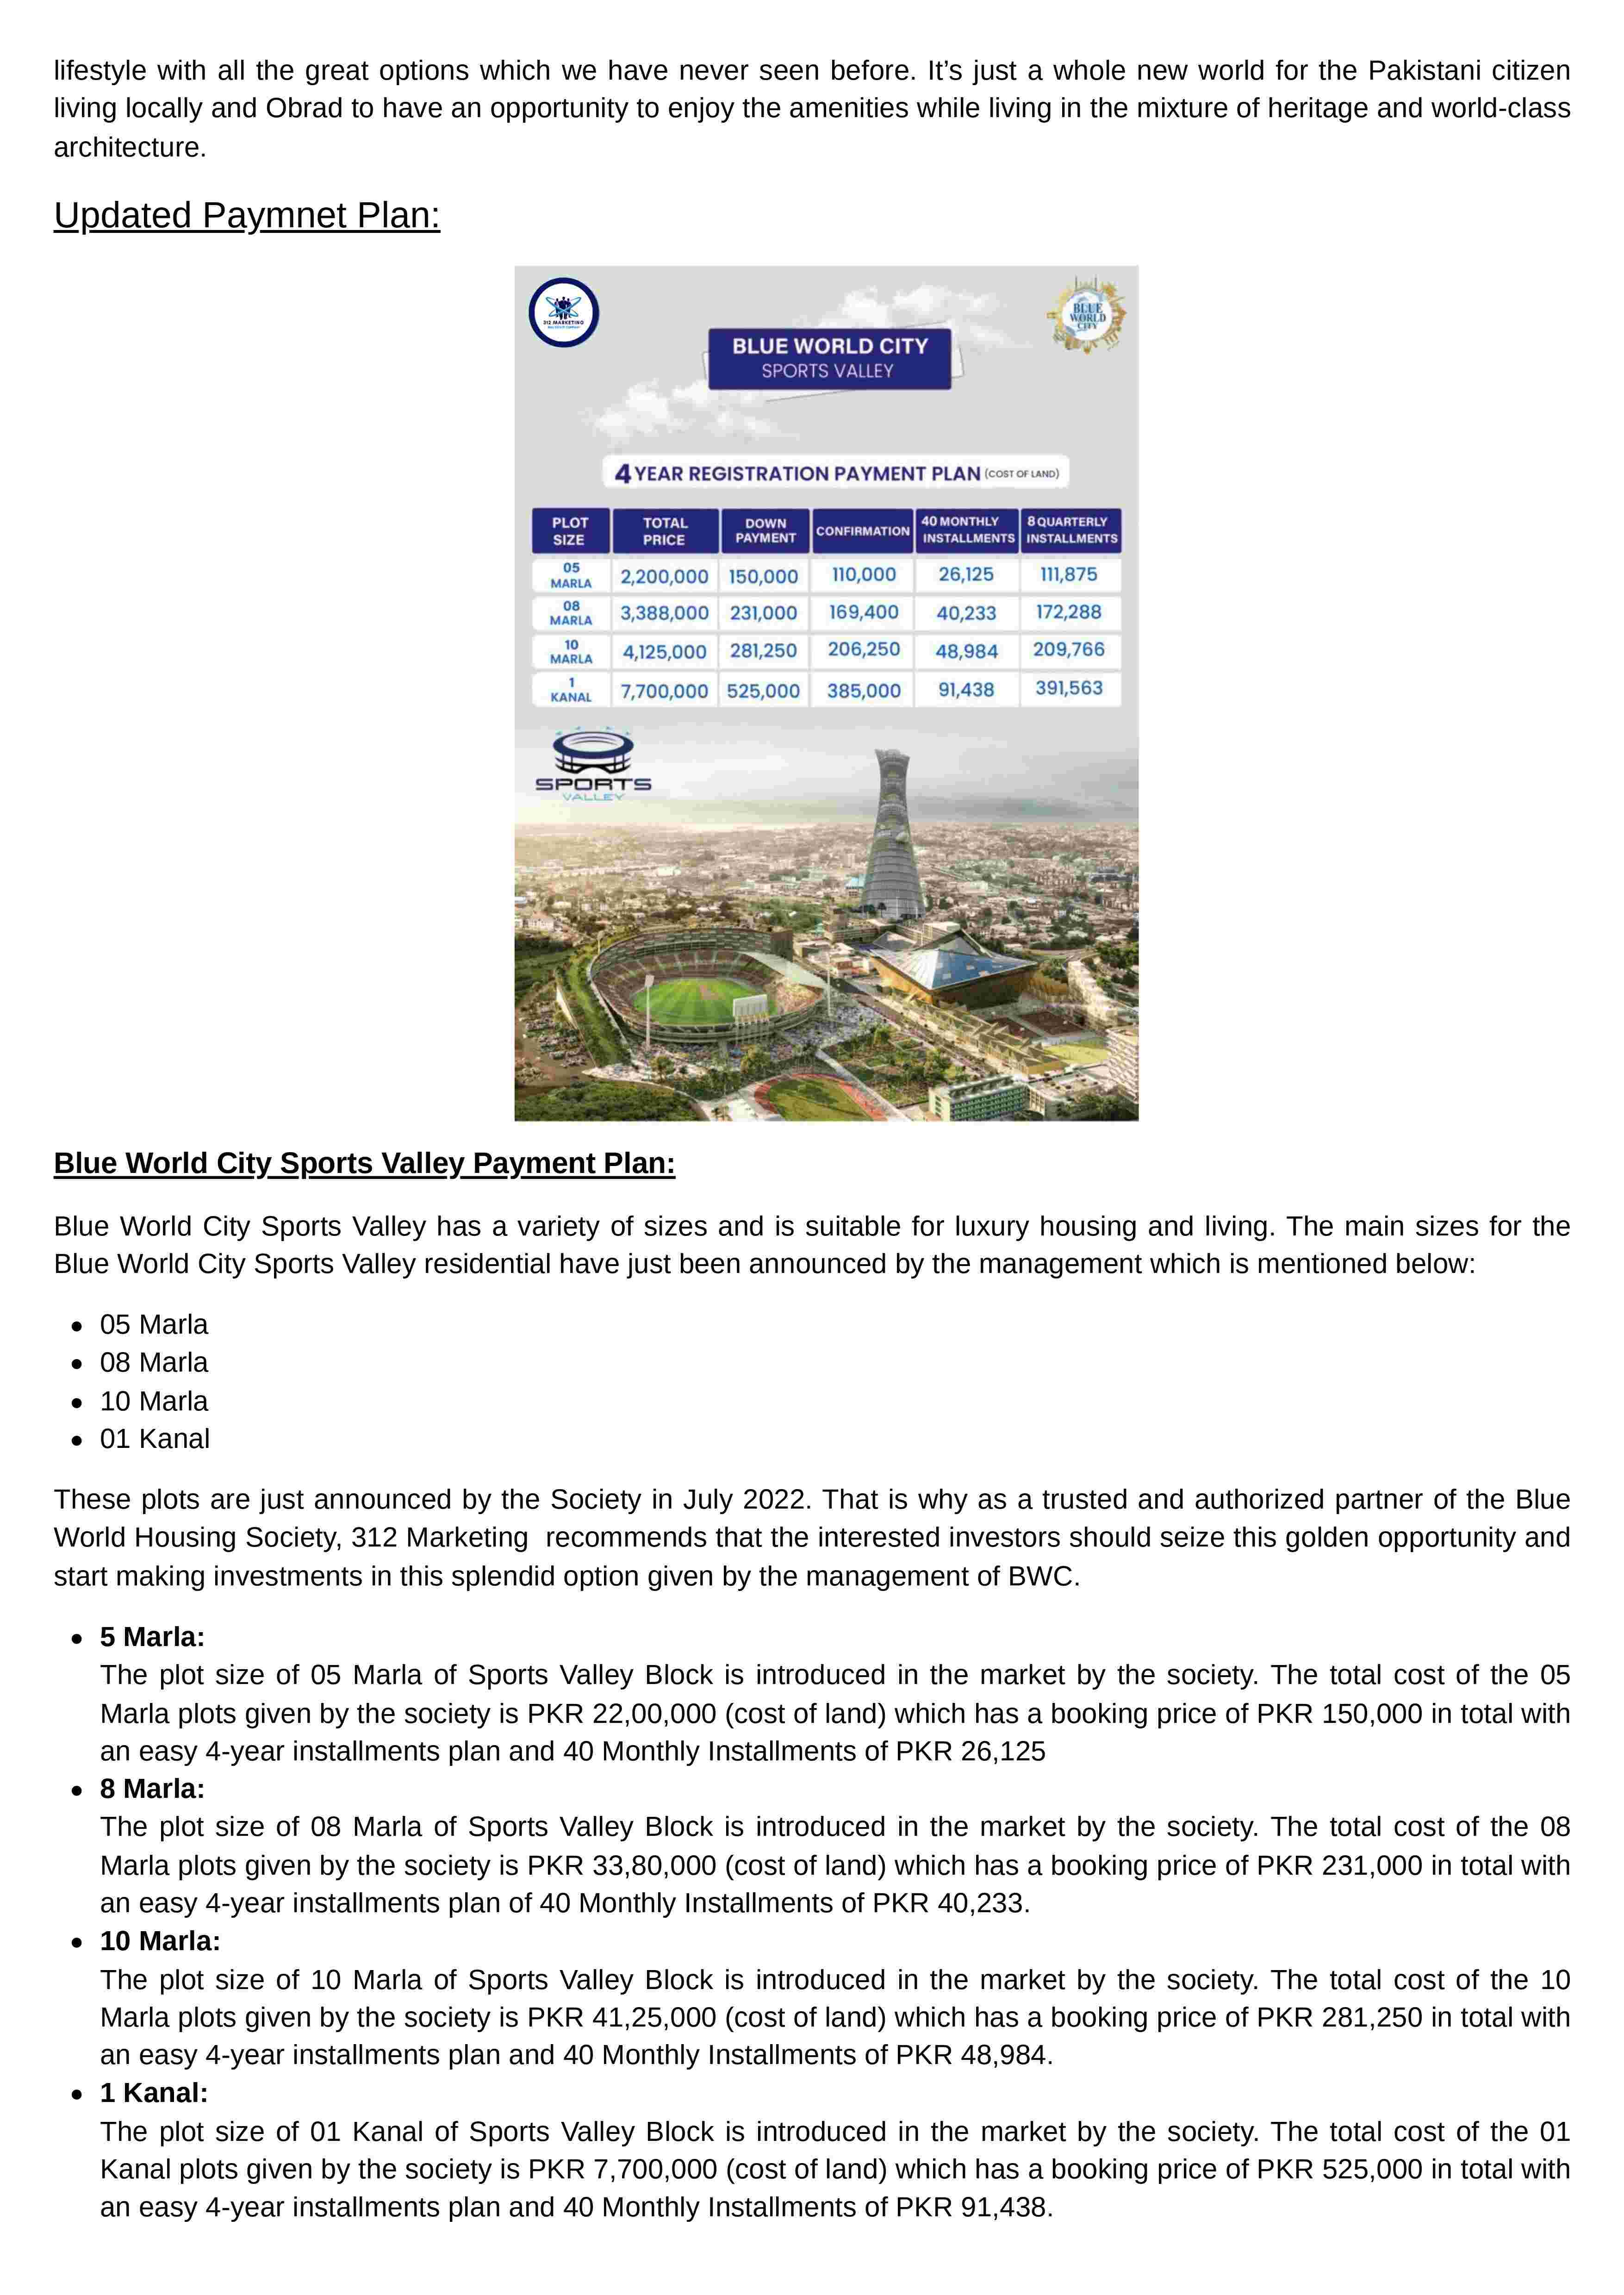 lifestyle with all the great options which we have never seen before. It’s just a whole new world for the Pakistani citizen
living locally and Obrad to have an opportunity to enjoy the amenities while living in the mixture of heritage and world-class
architecture.
Updated Paymnet Plan:
312 MARKETING
BLUE
WORLD
CITY
BLUE WORLD CITY
SPORTS VALLEY
4 YEAR REGISTRATION PAYMENT PLAN (COST OF LAND)
PLOT SIZE TOTAL PRICE DOWN PAYMENT CONFIRMATION 40 MONTHLY INSTALLMENTS 8 QUARTERLY INSTALLMENTS
05 MARLA 2,200,000 150,000 110,000 26,125 111,875
08 MARLA 3,388,000 231,000 169,400 40,233 172,288
10 MARLA 4,125,000 281,250 206,250 48,984 209,766
1 KANAL 7,700,000 525,000 385,000 91,438 391,563
SPORTS
VALLEY
Blue World City Sports Valley Payment Plan:
Blue World City Sports Valley has a variety of sizes and is suitable for luxury housing and living. The main sizes for the
Blue World City Sports Valley residential have just been announced by the management which is mentioned below:
• 05 Marla
• 08 Marla
• 10 Marla
• 01 Kanal
These plots are just announced by the Society in July 2022. That is why as a trusted and authorized partner of the Blue
World Housing Society, 312 Marketing recommends that the interested investors should seize this golden opportunity and
start making investments in this splendid option given by the management of BWC.
• 5 Marla:
The plot size of 05 Marla of Sports Valley Block is introduced in the market by the society. The total cost of the 05
Marla plots given by the society is PKR 22,00,000 (cost of land) which has a booking price of PKR 150,000 in total with
an easy 4-year installments plan and 40 Monthly Installments of PKR 26,125
• 8 Marla:
The plot size of 08 Marla of Sports Valley Block is introduced in the market by the society. The total cost of the 08
Marla plots given by the society is PKR 33,80,000 (cost of land) which has a booking price of PKR 231,000 in total with
an easy 4-year installments plan of 40 Monthly Installments of PKR 40,233.
• 10 Marla:
The plot size of 10 Marla of Sports Valley Block is introduced in the market by the society. The total cost of the 10
Marla plots given by the society is PKR 41,25,000 (cost of land) which has a booking price of PKR 281,250 in total with
an easy 4-year installments plan and 40 Monthly Installments of PKR 48,984.
• 1 Kanal:
The plot size of 01 Kanal of Sports Valley Block is introduced in the market by the society. The total cost of the 01
Kanal plots given by the society is PKR 7,700,000 (cost of land) which has a booking price of PKR 525,000 in total with
an easy 4-year installments plan and 40 Monthly Installments of PKR 91,438.